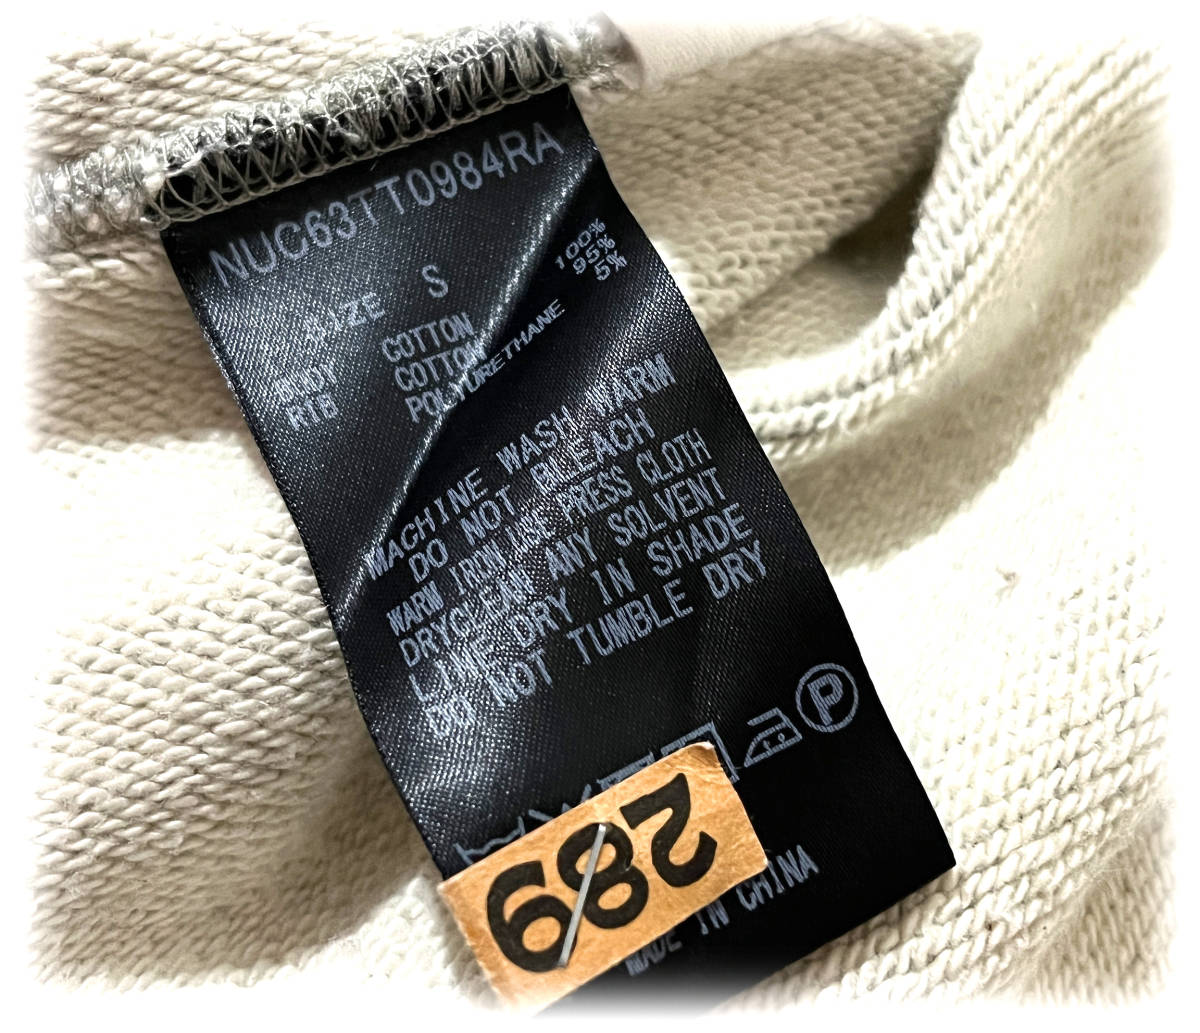 NUC63TT0984RA
SIZE S
BODY COTTON 100%
RIB COTTON 95%
POLYURETHANE 5%
MACHINE WASH WARM
DO NOT BLEACH
WARM IRON USE PRESS CLOTH
DRYCLEAN ANY SOLVENT
LINE DRY IN SHADE
DO NOT TUMBLE DRY
P
289
MADE IN CHINA